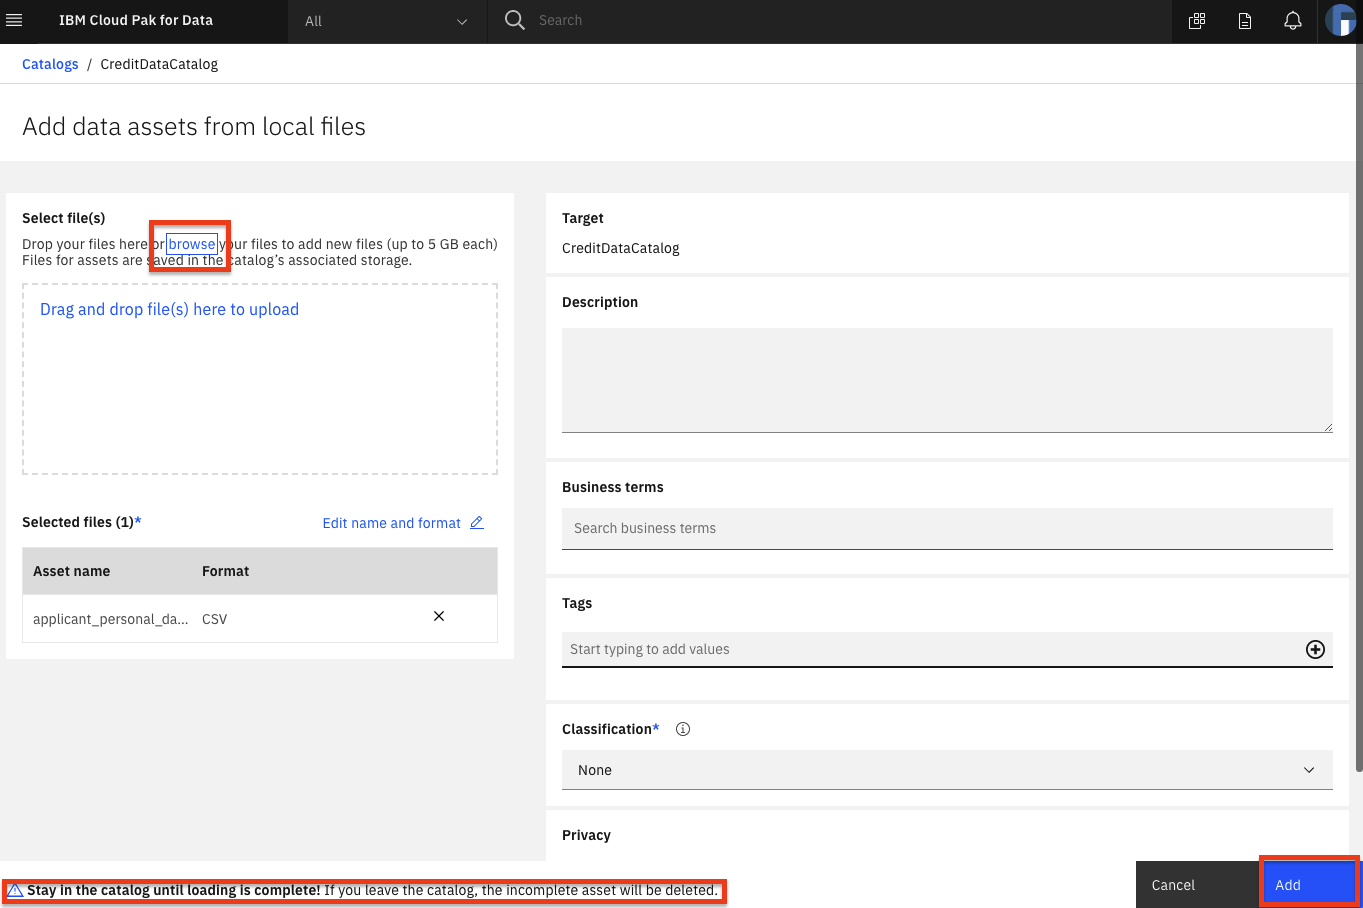 IBM Cloud Pak for Data
All
Search
Catalogs / CreditDataCatalog
Add data assets from local files
Select file(s)
Drop your files here or browse your files to add new files (up to 5 GB each)
Files for assets are saved in the catalog's associated storage.
Drag and drop file(s) here to upload
Selected files (1)*
Edit name and format
Asset name Format
applicant_personal_da... CSV
Target
CreditDataCatalog
Description
Business terms
Search business terms
Tags
Start typing to add values
Classification*
None
Privacy
Stay in the catalog until loading is complete! If you leave the catalog, the incomplete asset will be deleted.
Cancel
Add